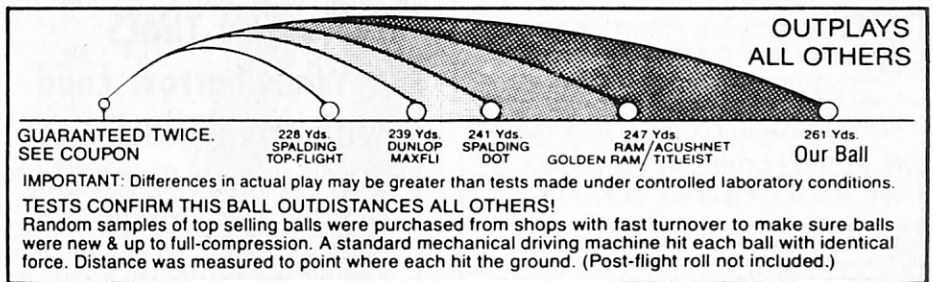 OUTPLAYS
ALL OTHERS
GUARANTEED TWICE.
SEE COUPON
228 Yds.
SPALDING
TOP-FLIGHT
239 Yds.
DUNLOP
MAXFLI
241 Yds.
SPALDING
DOT
247 Yds.
RAM/ACUSHNET
GOLDEN RAM/TITLEIST
261 Yds.
Our Ball
IMPORTANT: Differences in actual play may be greater than tests made under controlled laboratory conditions.
TESTS CONFIRM THIS BALL OUTDISTANCES ALL OTHERS!
Random samples of top selling balls were purchased from shops with fast turnover to make sure balls
were new & up to full-compression. A standard mechanical driving machine hit each ball with identical
force. Distance was measured to point where each hit the ground. (Post-flight roll not included.)